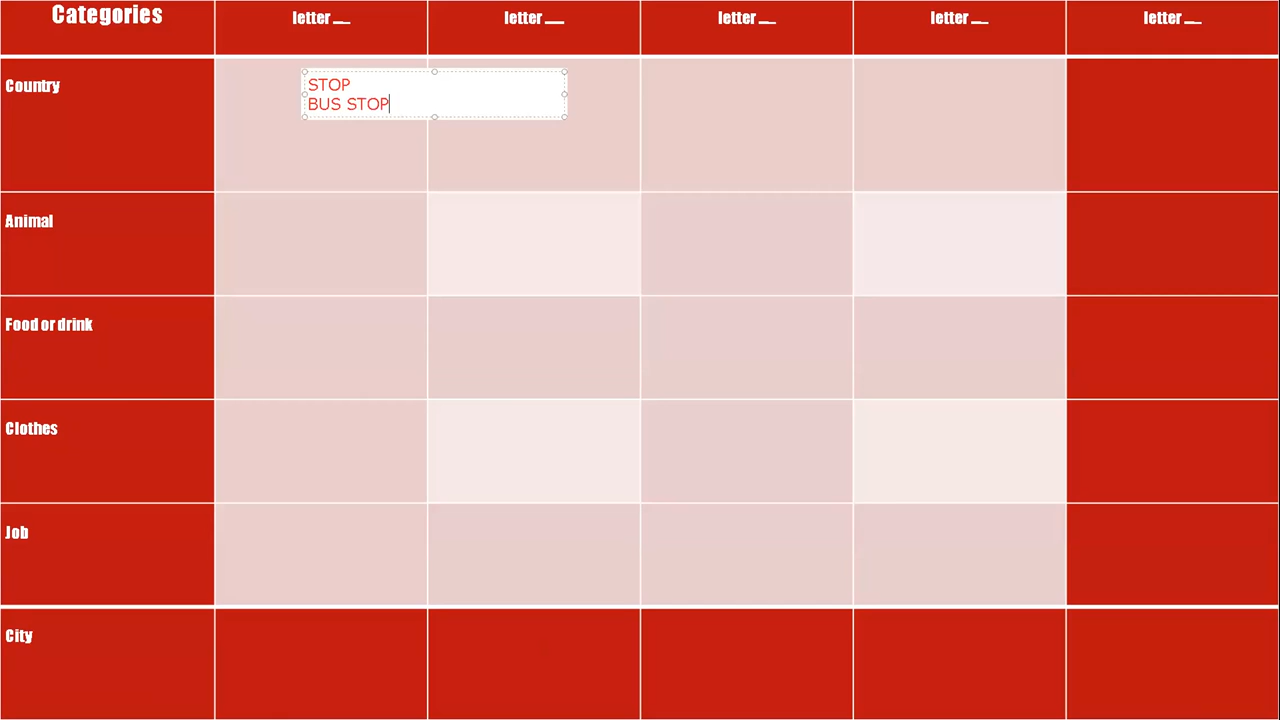 Categories letter __ letter __ letter __ letter __ letter __
Country
STOP
BUS STOP
Animal
Food or drink
Clothes
Job
City